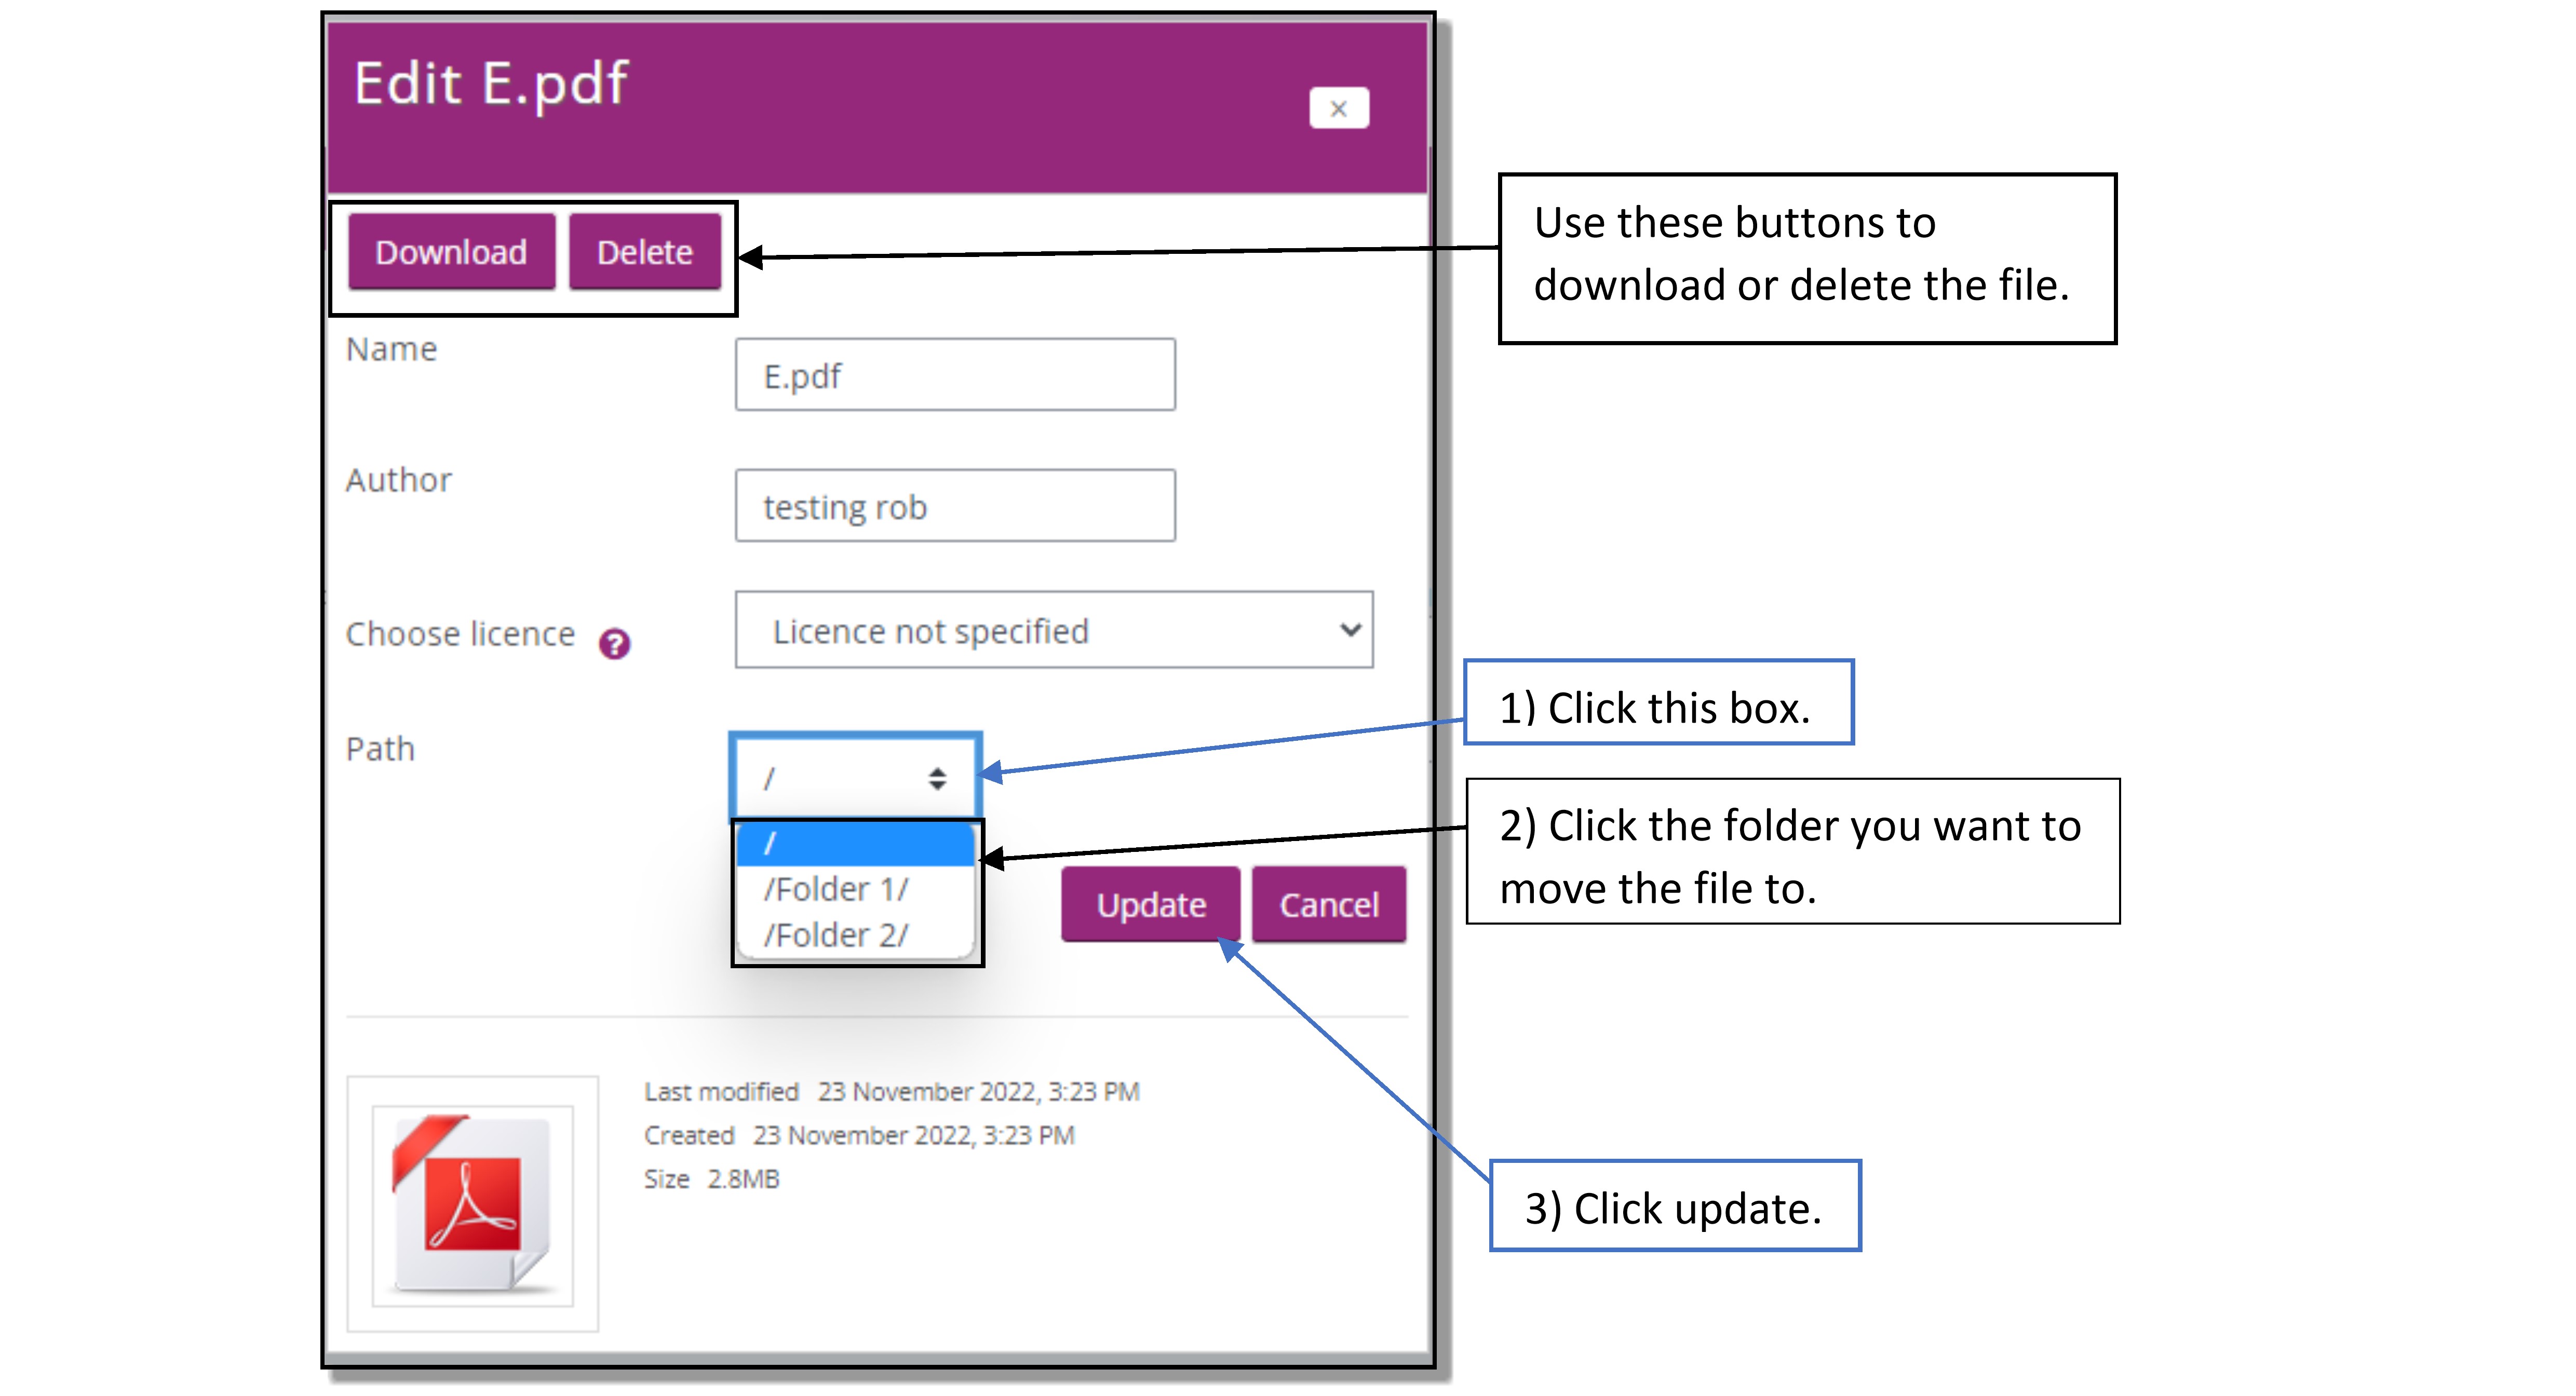 Edit E.pdf
×
Download Delete
Use these buttons to
download or delete the file.
Name
E.pdf
Author
testing rob
Choose licence ?
Licence not specified
1) Click this box.
Path
/
/
/Folder 1/
/Folder 2/
2) Click the folder you want to
move the file to.
Update Cancel
Last modified 23 November 2022, 3:23 PM
Created 23 November 2022, 3:23 PM
Size 2.8MB
3) Click update.